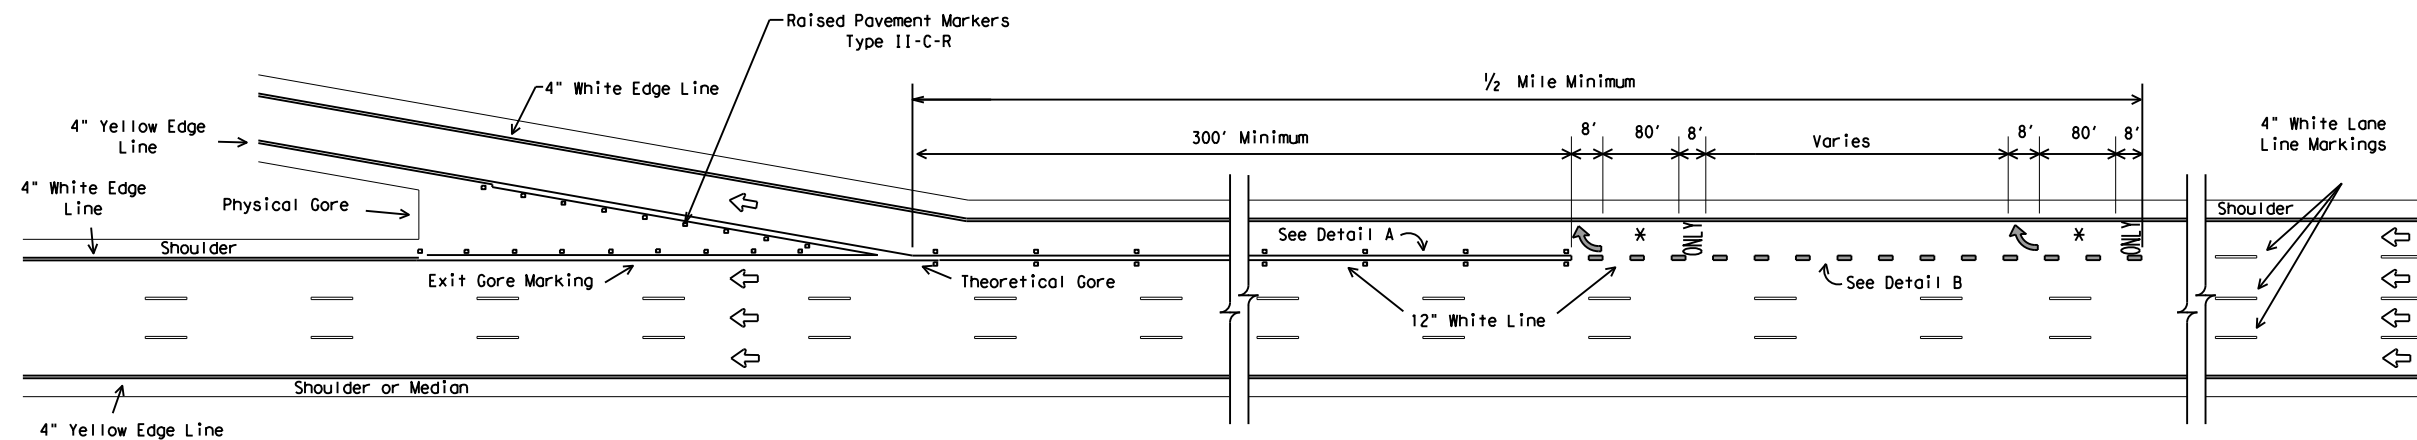 Raised Pavement Markers
Type II-C-R
4" White Edge Line
½ Mile Minimum
4" Yellow Edge
Line
300' Minimum
8'
80'
8'
Varies
8'
80'
8'
4" White Lane
Line Markings
4" White Edge
Line
Physical Gore
Shoulder
Shoulder
See Detail A
*
ONLY
*
ONLY
Exit Gore Marking
Theoretical Gore
See Detail B
12" White Line
Shoulder or Median
4" Yellow Edge Line